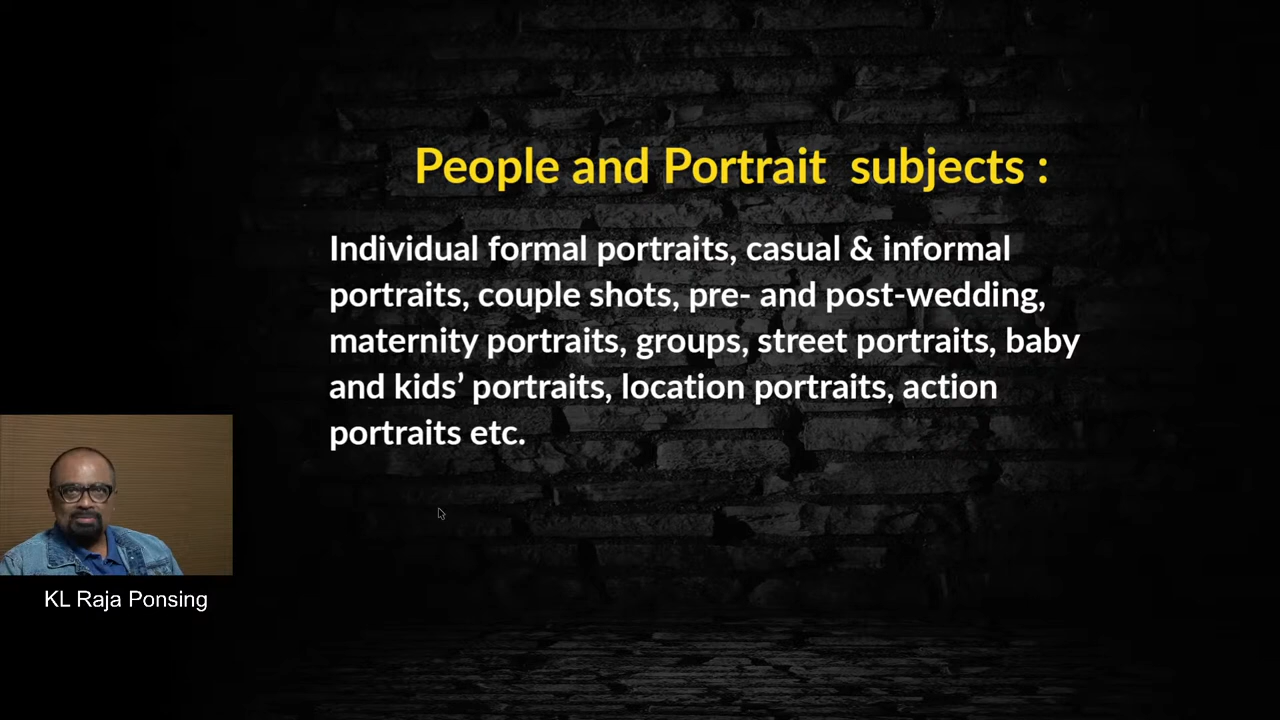 People and Portrait  subjects :
Individual formal portraits, casual & informal
portraits, couple shots, pre- and post-wedding,
maternity portraits, groups, street portraits, baby
and kids’ portraits, location portraits, action
portraits etc.
KL Raja Ponsing